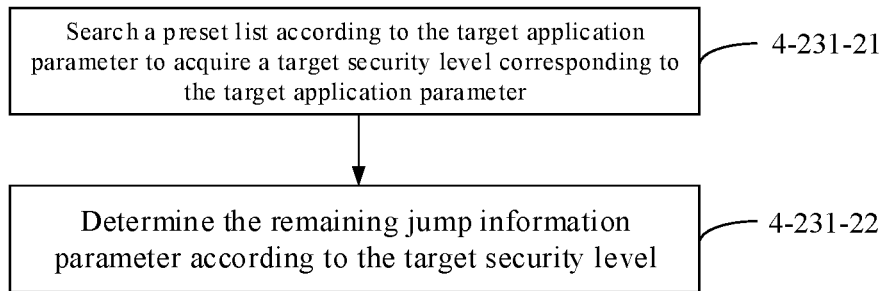 Search a preset list according to the target application
parameter to acquire a target security level corresponding to
the target application parameter
4-231-21
Determine the remaining jump information
parameter according to the target security level
4-231-22